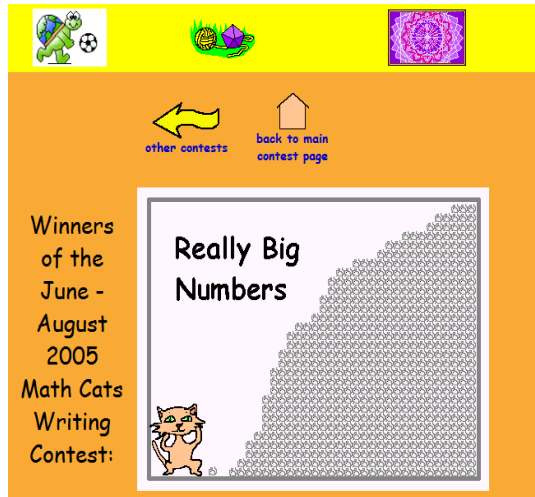 other contests
back to main
contest page
Winners
of the
June -
August
2005
Math Cats
Writing
Contest:
Really Big
Numbers